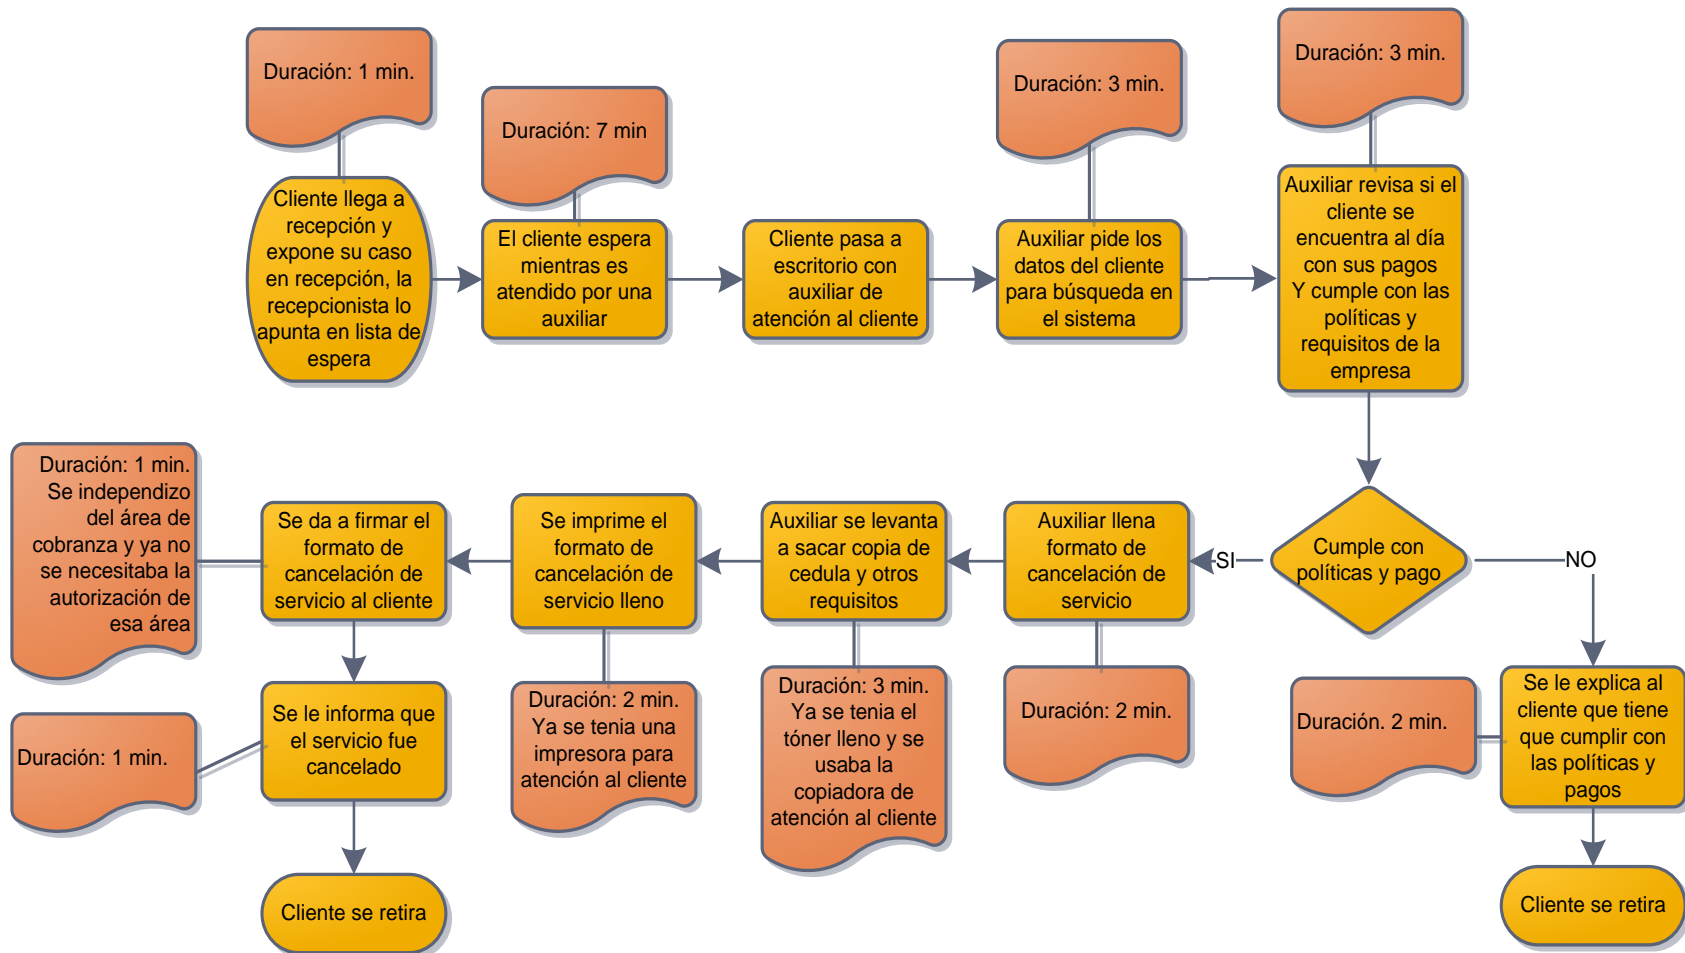 Duración: 1 min.
Duración: 7 min
Duración: 3 min.
Duración: 3 min.
Cliente llega a
recepción y
expone su caso
en recepción, la
recepcionista lo
apunta en lista de
espera
El cliente espera
mientras es
atendido por una
auxiliar
Cliente pasa a
escritorio con
auxiliar de
atención al cliente
Auxiliar pide los
datos del cliente
para búsqueda en
el sistema
Auxiliar revisa si el
cliente se
encuentra al día
con sus pagos
Y cumple con las
políticas y
requisitos de la
empresa
Cumple con
políticas y pago
SI
NO
Auxiliar llena
formato de
cancelación de
servicio
Duración: 2 min.
Auxiliar se levanta
a sacar copia de
cedula y otros
requisitos
Duración: 3 min.
Ya se tenia el
tóner lleno y se
usaba la
copiadora de
atención al cliente
Se imprime el
formato de
cancelación de
servicio lleno
Duración: 2 min.
Ya se tenia una
impresora para
atención al cliente
Se da a firmar el
formato de
cancelación de
servicio al cliente
Duración: 1 min.
Se independizo
del área de
cobranza y ya no
se necesitaba la
autorización de
esa área
Se le informa que
el servicio fue
cancelado
Duración: 1 min.
Cliente se retira
Se le explica al
cliente que tiene
que cumplir con
las políticas y
pagos
Duración. 2 min.
Cliente se retira